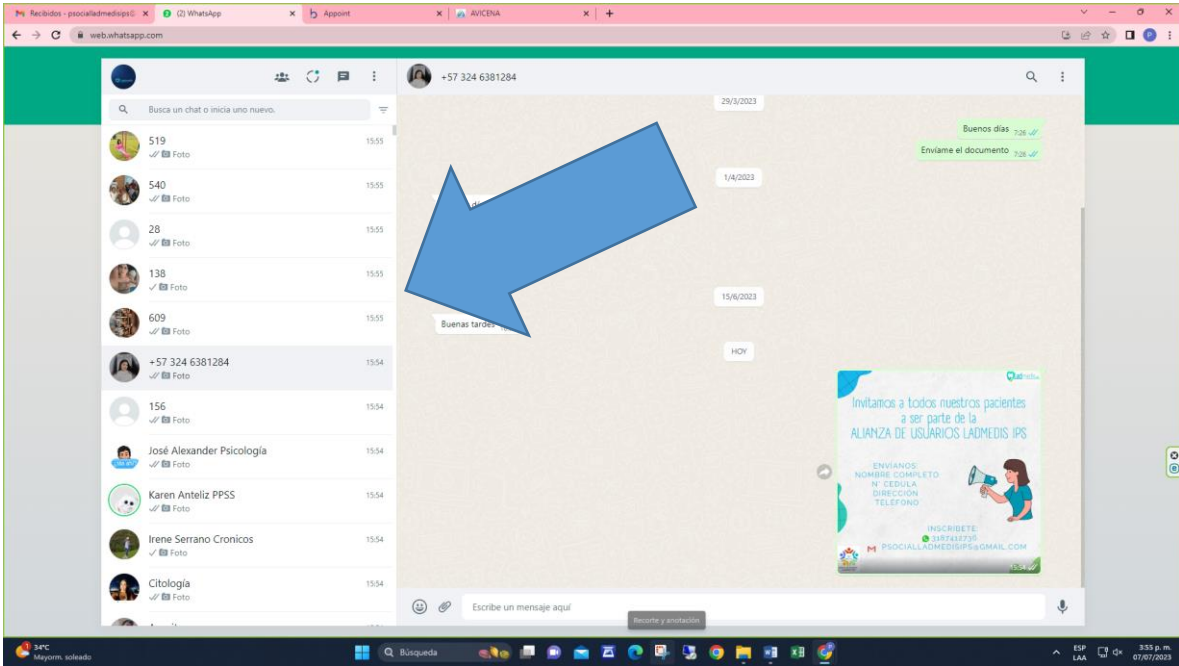 Recibidos - psocialladmedisips©
(2) WhatsApp
Appoint
AVICENA
web.whatsapp.com
+57 324 6381284
Busca un chat o inicia uno nuevo.
519
15:55
Foto
540
15:55
Foto
28
15:55
Foto
138
15:55
Foto
609
15:55
Foto
+57 324 6381284
15:54
Foto
156
15:54
Foto
José Alexander Psicología
15:54
Foto
Karen Anteliz PPSS
15:54
Foto
Irene Serrano Cronicos
15:54
Foto
Citología
15:54
Foto
29/3/2023
Buenos días 7:26
Envíame el documento 7:26
1/4/2023
15/6/2023
Buenas tardes
HOY
Invitamos a todos nuestros pacientes
a ser parte de la
ALIANZA DE USUARIOS LADMEDIS IPS
ENVIANOS:
NOMBRE COMPLETO
N° CEDULA
DIRECCIÓN
TELÉFONO
INSCRIBETE:
3187412736
PSOCIALLADMEDISIPS@GMAIL.COM
15:54
Escribe un mensaje aquí
Recorte y anotación
34°C
Mayorm. soleado
Búsqueda
ESP
LAA
3:55 p. m.
07/07/2023